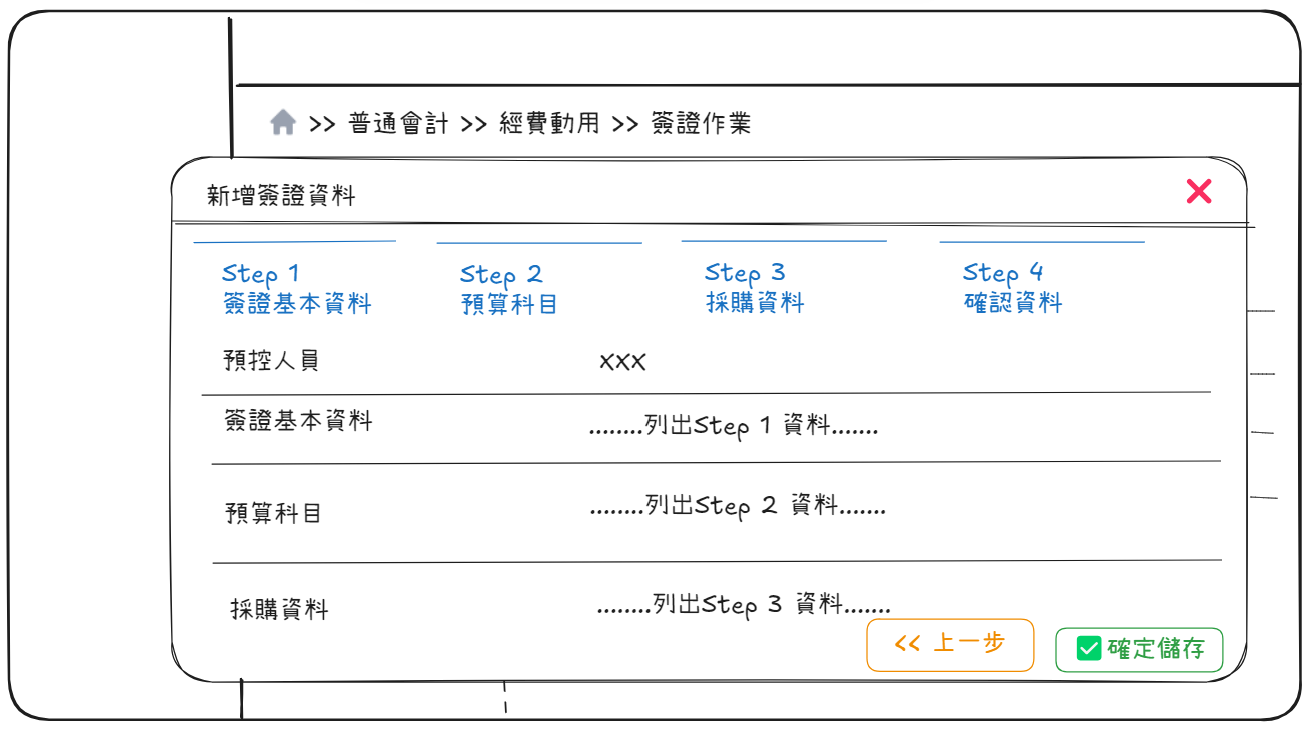 >> 普通會計 >> 經費動用 >> 簽證作業
新增簽證資料
Step 1
簽證基本資料
Step 2
預算科目
Step 3
採購資料
Step 4
確認資料
預控人員
XXX
簽證基本資料
........列出Step 1 資料.......
預算科目
........列出Step 2 資料.......
採購資料
........列出Step 3 資料.......
<< 上一步
確定儲存